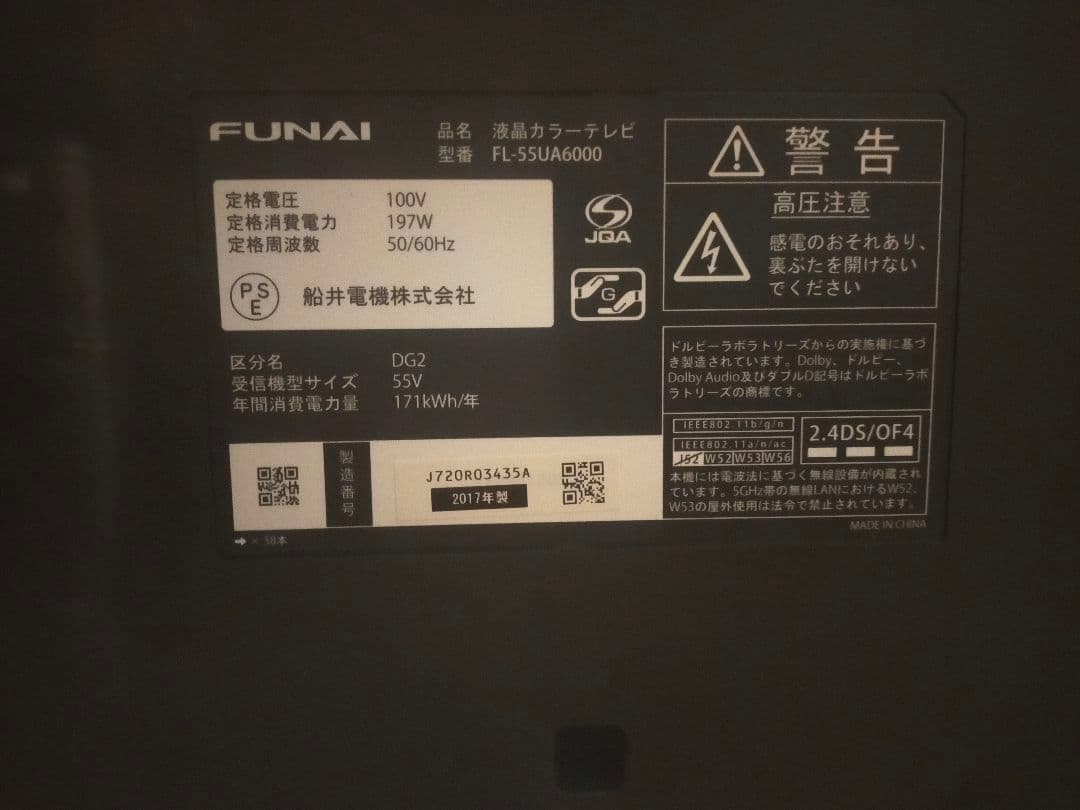 FUNAI
品名 液晶カラーテレビ
型番 FL-55UA6000
定格電圧 100V
定格消費電力 197W
定格周波数 50/60Hz
PSE 船井電機株式会社
JQA
G
区分名 DG2
受信機型サイズ 55V
年間消費電力量 171kWh/年
製造番号
J720R03435A
2017年製
➡ × 38本
警告
高圧注意
感電のおそれあり、
裏ぶたを開けない
でください
ドルビーラボラトリーズからの実施権に基づ
き製造されています。Dolby、ドルビー、
Dolby Audio及びダブルD記号はドルビーラボ
ラトリーズの商標です。
IEEE802.11b/g/n
IEEE802.11a/n/ac
J52 W52 W53 W56
2.4DS/OF4
本機には電波法に基づく無線設備が内蔵され
ています。5GHz帯の無線LANにおけるW52、
W53の屋外使用は法令で禁止されています。
MADE IN CHINA